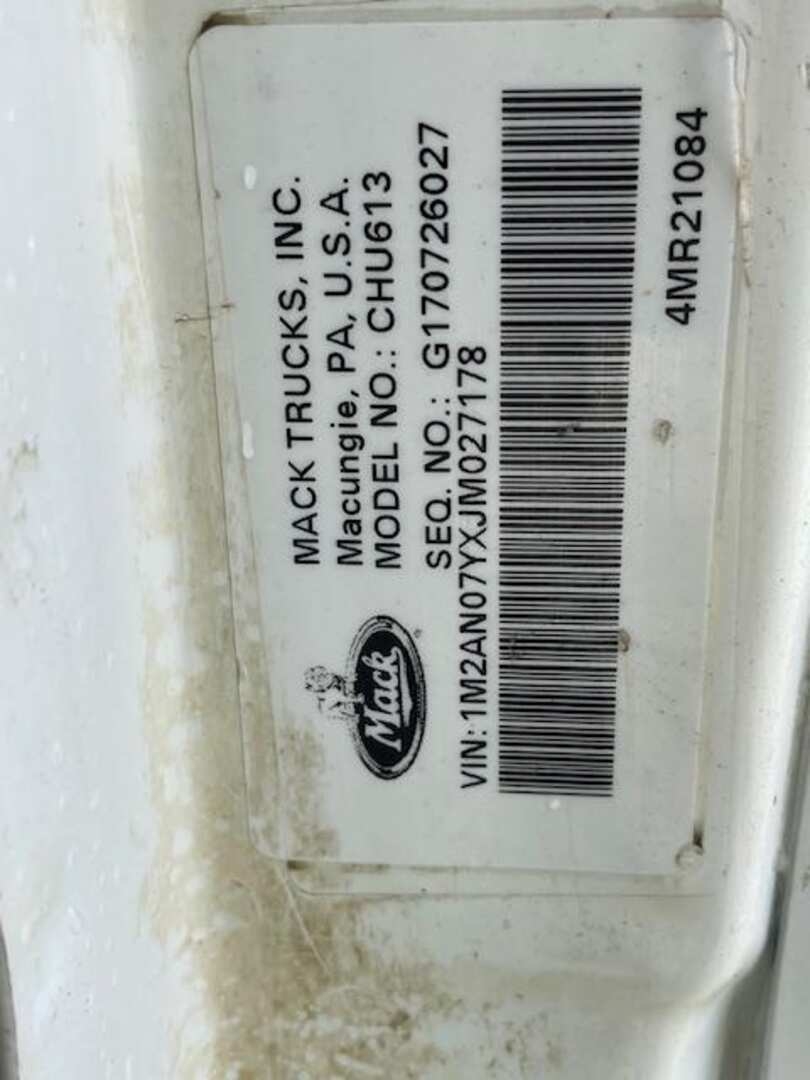 MACK TRUCKS, INC.
Macungie, PA, U.S.A.
MODEL NO.: CHU613
SEQ. NO.: G170726027
Mack
VIN: 1M2AN07YXJM027178
4MR21084